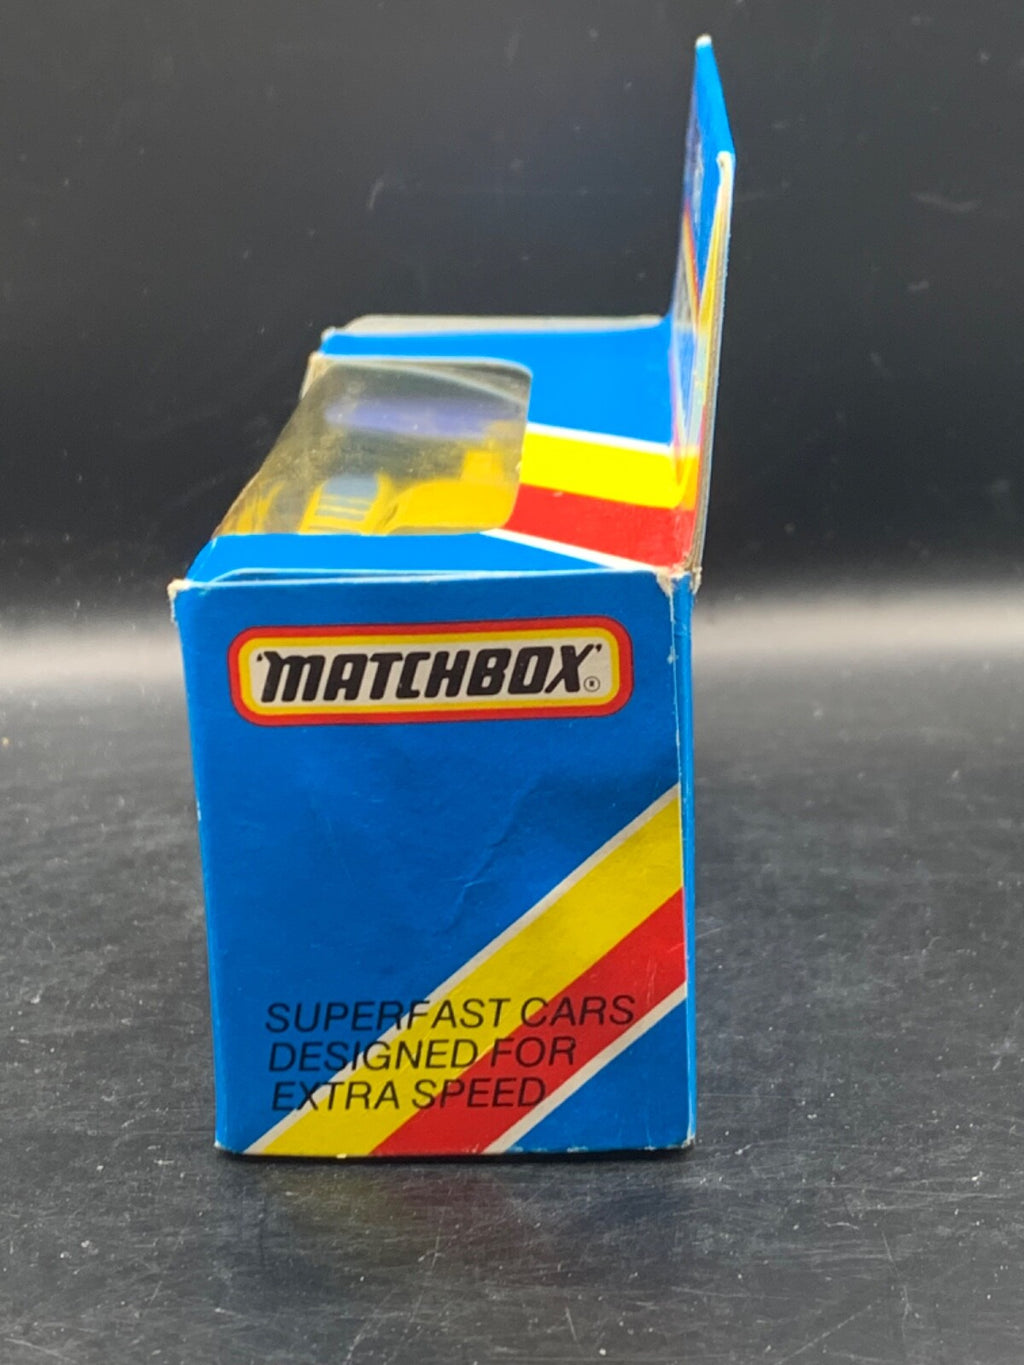 'MATCHBOX'®
SUPERFAST CARS
DESIGNED FOR
EXTRA SPEED